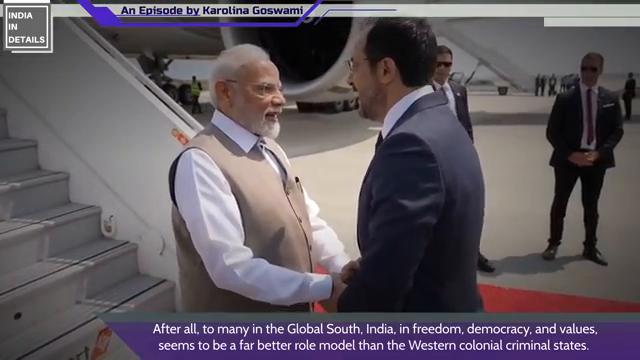 INDIA
IN
DETAILS
An Episode by Karolina Goswami
After all, to many in the Global South, India, in freedom, democracy, and values,
seems to be a far better role model than the Western colonial criminal states.